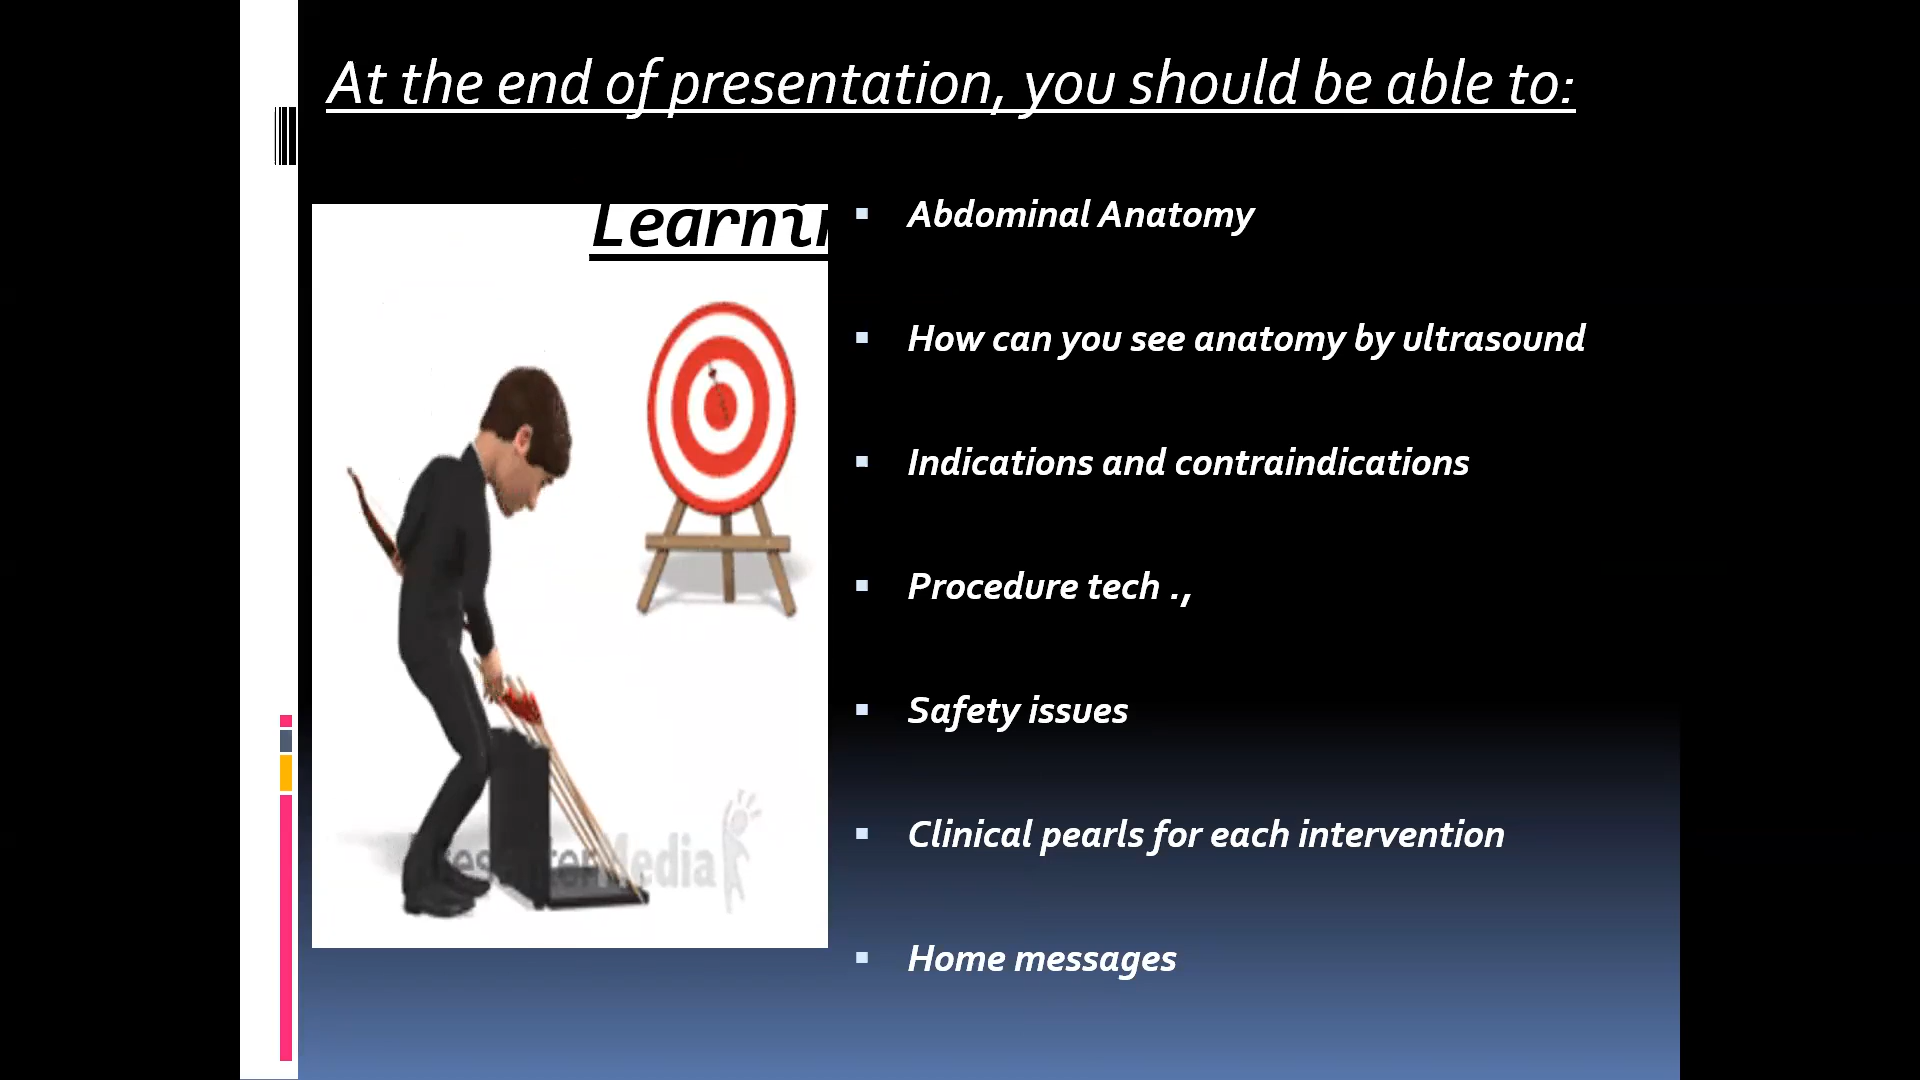 At the end of presentation, you should be able to:
▪ Abdominal Anatomy
▪ How can you see anatomy by ultrasound
▪ Indications and contraindications
▪ Procedure tech .,
▪ Safety issues
▪ Clinical pearls for each intervention
▪ Home messages